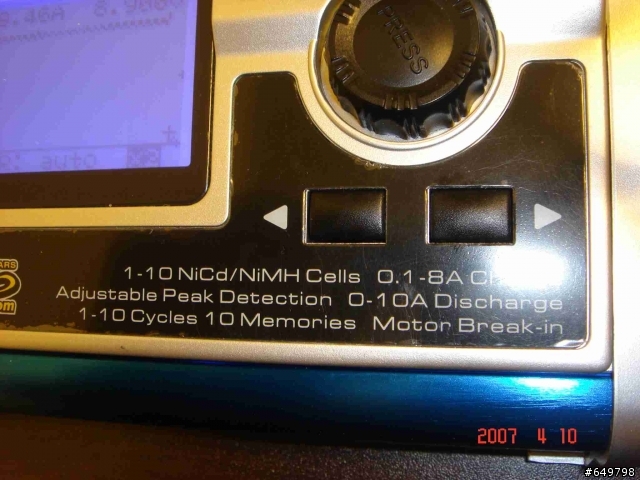 PRESS
1-10 NiCd/NiMH Cells 0.1-8A
Adjustable Peak Detection 0-10A Discharge
1-10 Cycles 10 Memories Motor Break-in
2007 4 10
#649798